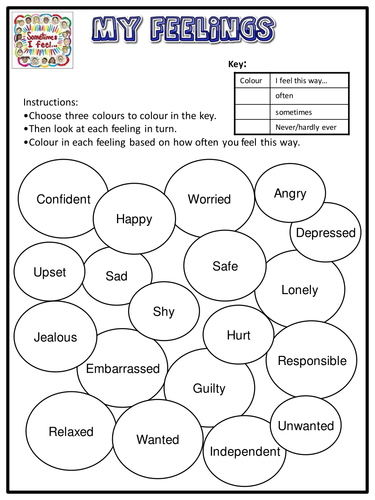 MY FEELINGS
Sometimes
I feel...
Key:
Colour I feel this way...
often
sometimes
Never/hardly ever
Instructions:
•Choose three colours to colour in the key.
•Then look at each feeling in turn.
•Colour in each feeling based on how often you feel this way.
Confident
Happy
Worried
Angry
Depressed
Upset
Sad
Safe
Lonely
Shy
Jealous
Hurt
Embarrassed
Responsible
Guilty
Relaxed
Wanted
Unwanted
Independent